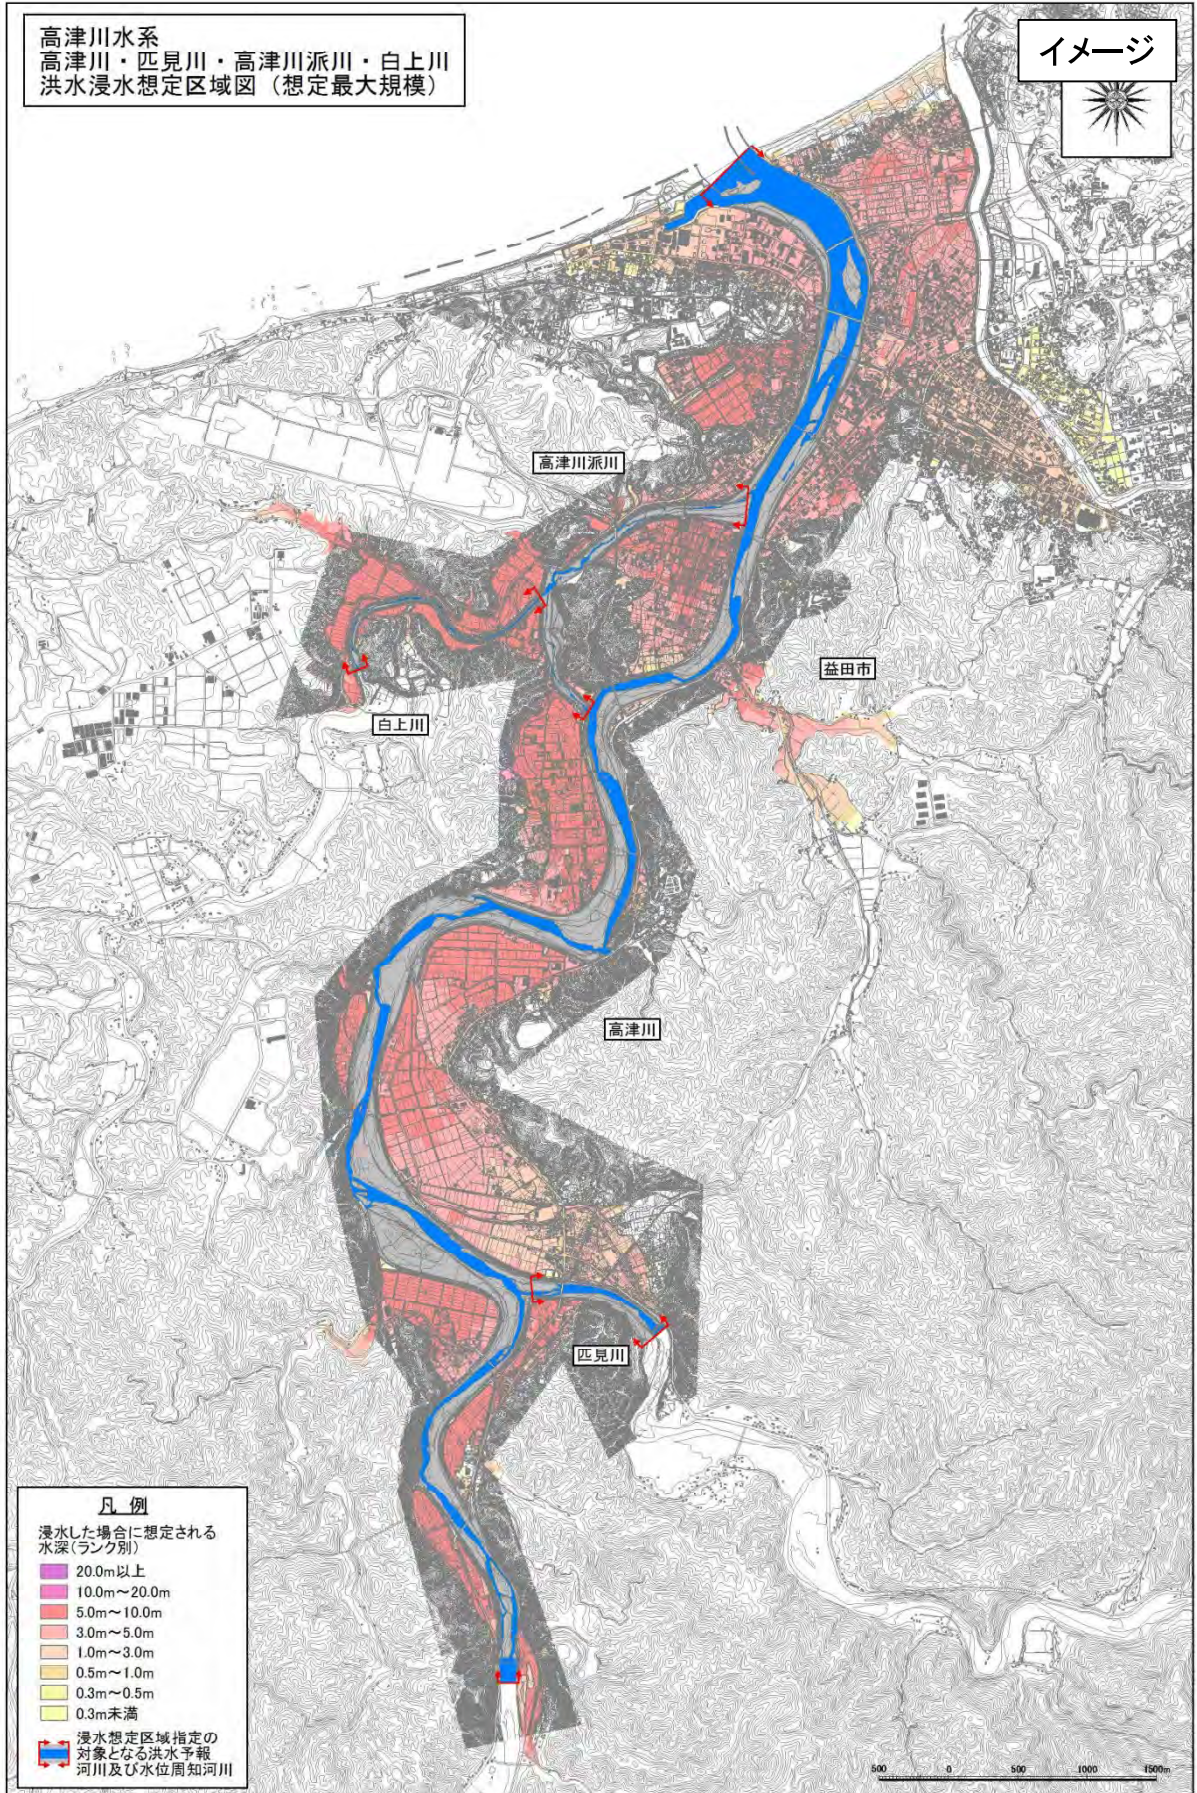 高津川水系
高津川・匹見川・高津川派川・白上川
洪水浸水想定区域図（想定最大規模）
イメージ
高津川派川
益田市
白上川
高津川
匹見川
凡 例
浸水した場合に想定される
水深(ランク別)
20.0m以上
10.0m～20.0m
5.0m～10.0m
3.0m～5.0m
1.0m～3.0m
0.5m～1.0m
0.3m～0.5m
0.3m未満
浸水想定区域指定の
対象となる洪水予報
河川及び水位周知河川
500 0 500 1000 1500m